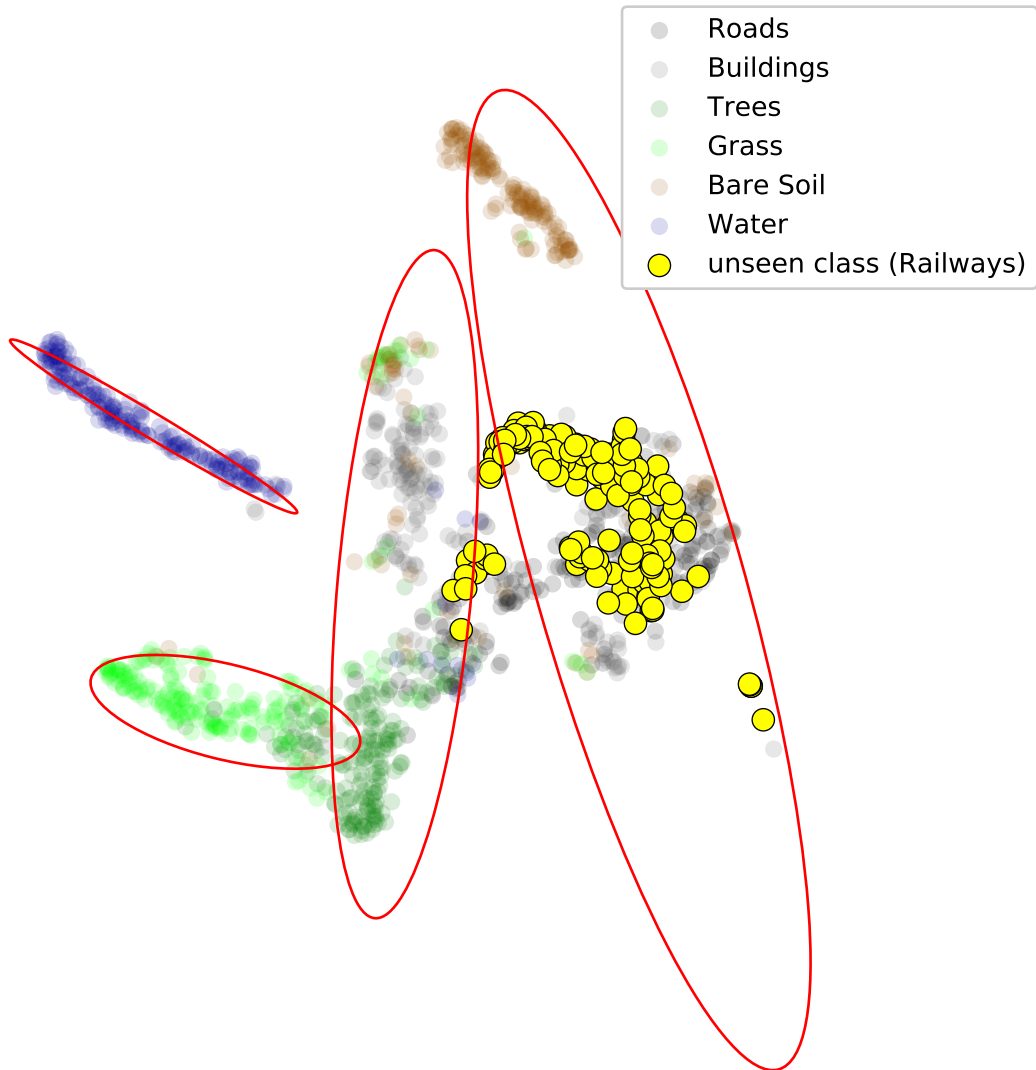 Roads
Buildings
Trees
Grass
Bare Soil
Water
unseen class (Railways)